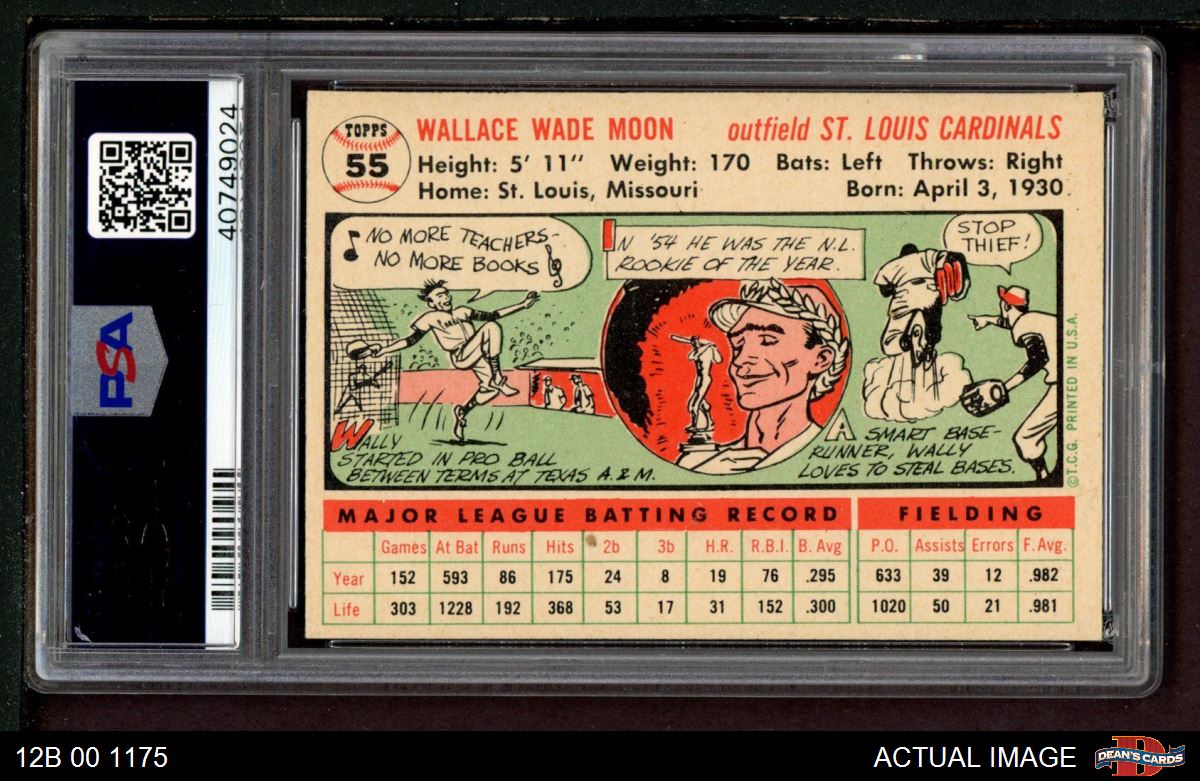 40749024
PSA
TOPPS
55
WALLACE WADE MOON outfield ST. LOUIS CARDINALS
Height: 5' 11" Weight: 170 Bats: Left Throws: Right
Home: St. Louis, Missouri Born: April 3, 1930
NO MORE TEACHERS-
NO MORE BOOKS
IN '54 HE WAS THE N.L.
ROOKIE OF THE YEAR.
STOP
THIEF!
WALLY
STARTED IN PRO BALL
BETWEEN TERMS AT TEXAS A.&M.
A SMART BASE-
RUNNER, WALLY
LOVES TO STEAL BASES.
©T.C.G. PRINTED IN U.S.A.
MAJOR LEAGUE BATTING RECORD FIELDING
Games At Bat Runs Hits 2b 3b H.R. R.B.I. B. Avg P.O. Assists Errors F. Avg.
Year 152 593 86 175 24 8 19 76 .295 633 39 12 .982
Life 303 1228 192 368 53 17 31 152 .300 1020 50 21 .981
12B 00 1175 ACTUAL IMAGE
DEAN'S CARDS